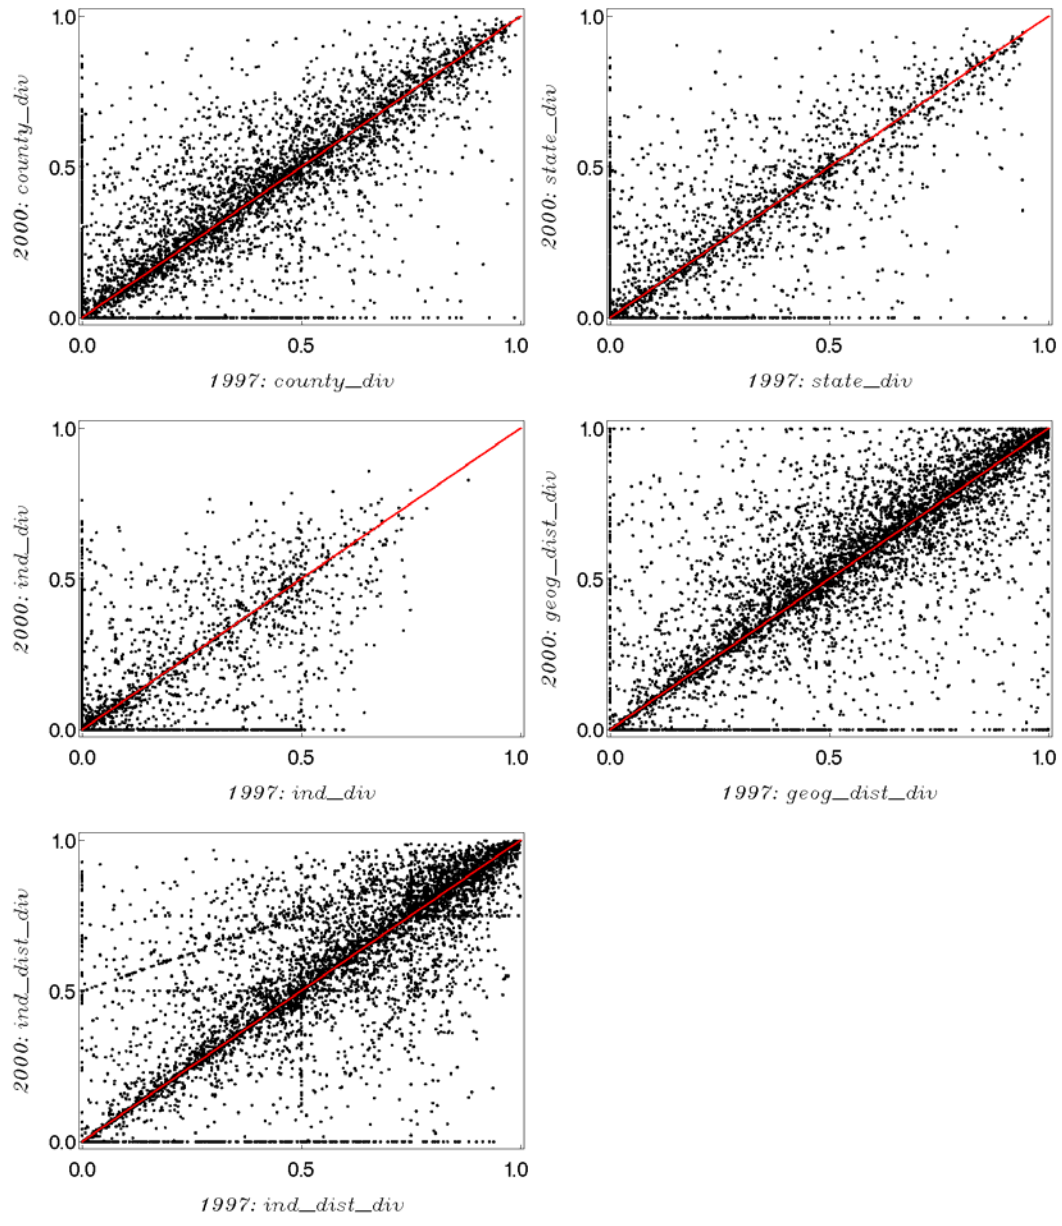 1.0 1.0
2000: county_div 2000: state_div
0.5 0.5
0.0 0.0
0.0 0.5 1.0 0.0 0.5 1.0
1997: county_div 1997: state_div
1.0 1.0
2000: ind_div 2000: geog_dist_div
0.5 0.5
0.0 0.0
0.0 0.5 1.0 0.0 0.5 1.0
1997: ind_div 1997: geog_dist_div
1.0
2000: ind_dist_div
0.5
0.0
0.0 0.5 1.0
1997: ind_dist_div